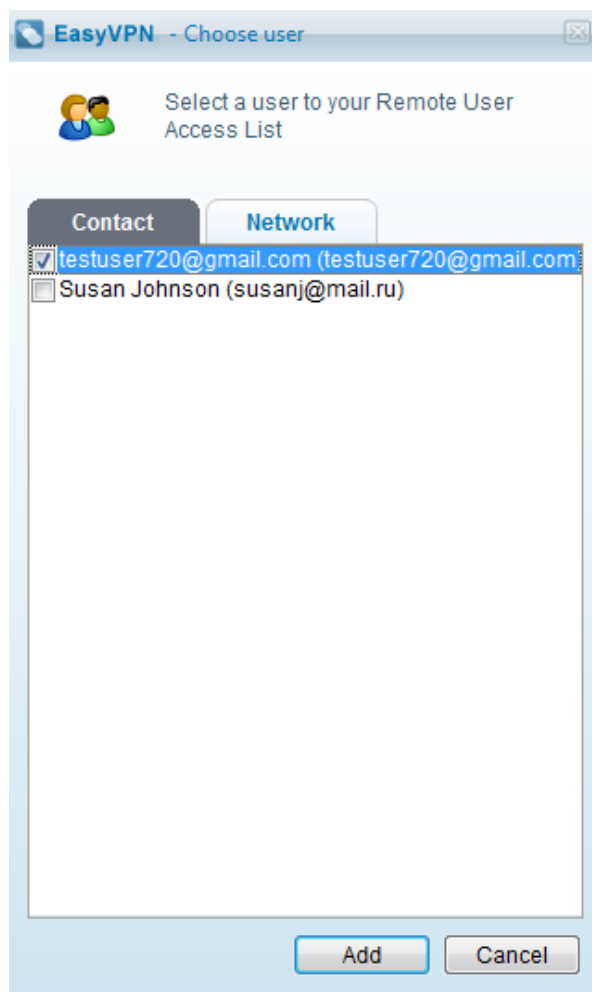 EasyVPN - Choose user
Select a user to your Remote User
Access List
Contact
Network
testuser720@gmail.com (testuser720@gmail.com)
Susan Johnson (susanj@mail.ru)
Add
Cancel